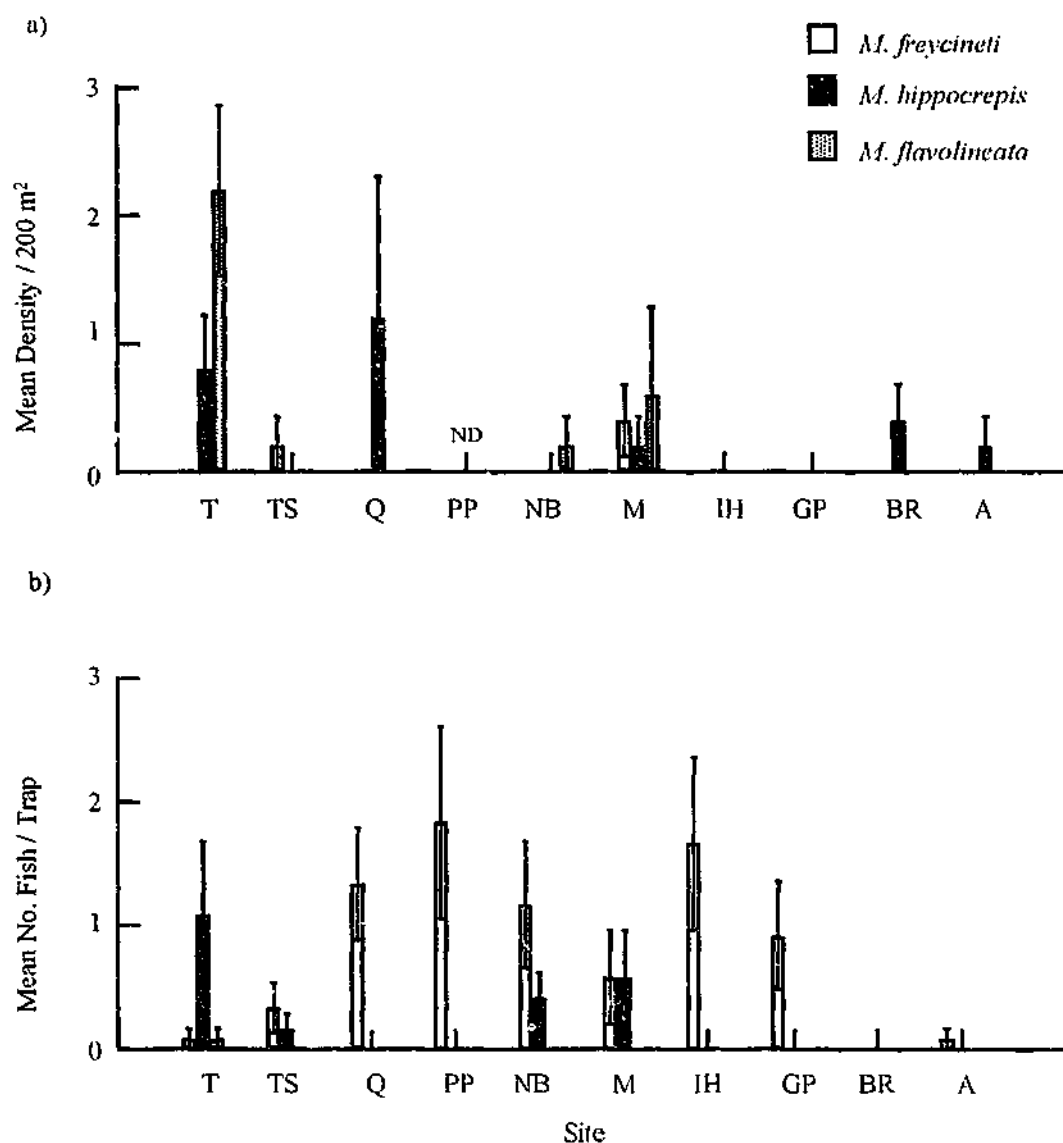 a)
M. freycineti
M. hippocrepis
M. flavolineata
Mean Density / 200 m²
3
2
1
0
ND
T TS Q PP NB M IH GP BR A
b)
Mean No. Fish / Trap
3
2
1
0
T TS Q PP NB M IH GP BR A
Site